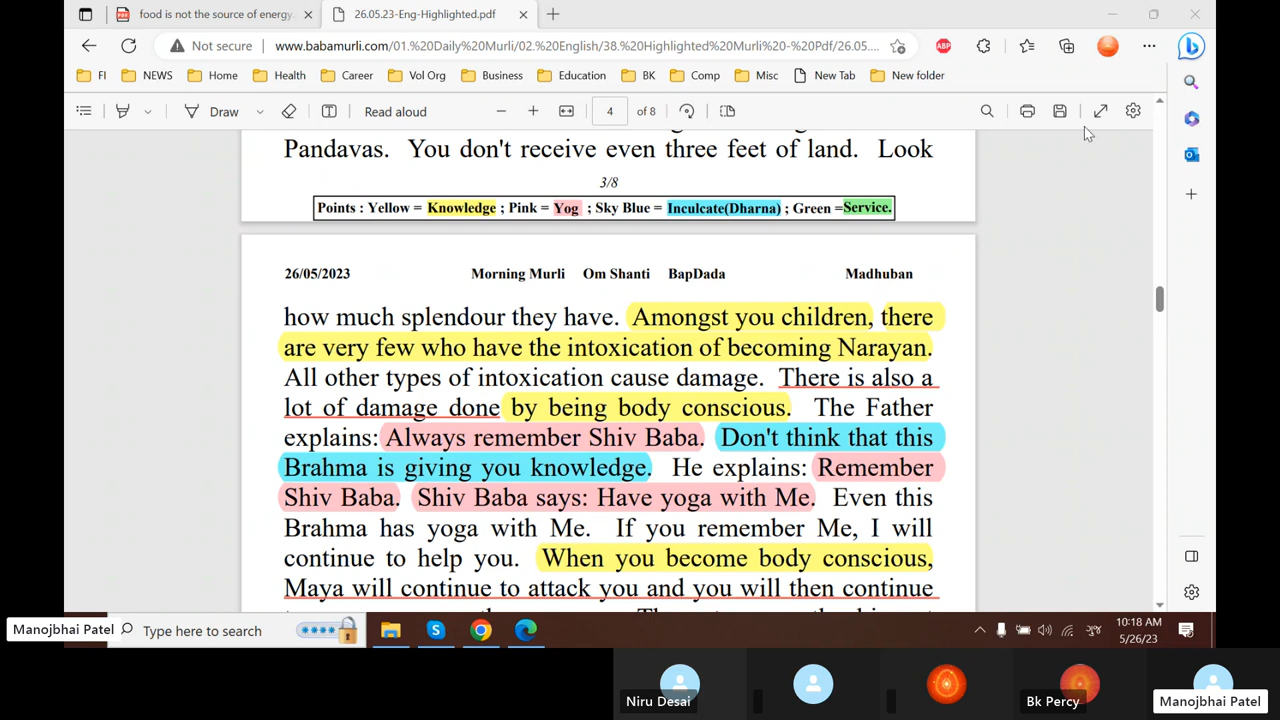 food is not the source of energy.
26.05.23-Eng-Highlighted.pdf
Not secure
www.babamurli.com/01.%20Daily%20Murli/02.%20English/38.%20Highlighted%20Murli%20-%20Pdf/26.05....
ABP
FI NEWS Home Health Career Vol Org Business Education BK Comp Misc New Tab New folder
Draw Read aloud 4 of 8
Pandavas. You don't receive even three feet of land. Look
3/8
Points : Yellow = Knowledge ; Pink = Yog ; Sky Blue = Inculcate(Dharna) ; Green =Service.
26/05/2023 Morning Murli Om Shanti BapDada Madhuban
how much splendour they have. Amongst you children, there
are very few who have the intoxication of becoming Narayan.
All other types of intoxication cause damage. There is also a
lot of damage done by being body conscious. The Father
explains: Always remember Shiv Baba. Don't think that this
Brahma is giving you knowledge. He explains: Remember
Shiv Baba. Shiv Baba says: Have yoga with Me. Even this
Brahma has yoga with Me. If you remember Me, I will
continue to help you. When you become body conscious,
Maya will continue to attack you and you will then continue
Manojbhai Patel
Type here to search
10:18 AM
5/26/23
Niru Desai
Bk Percy
Manojbhai Patel